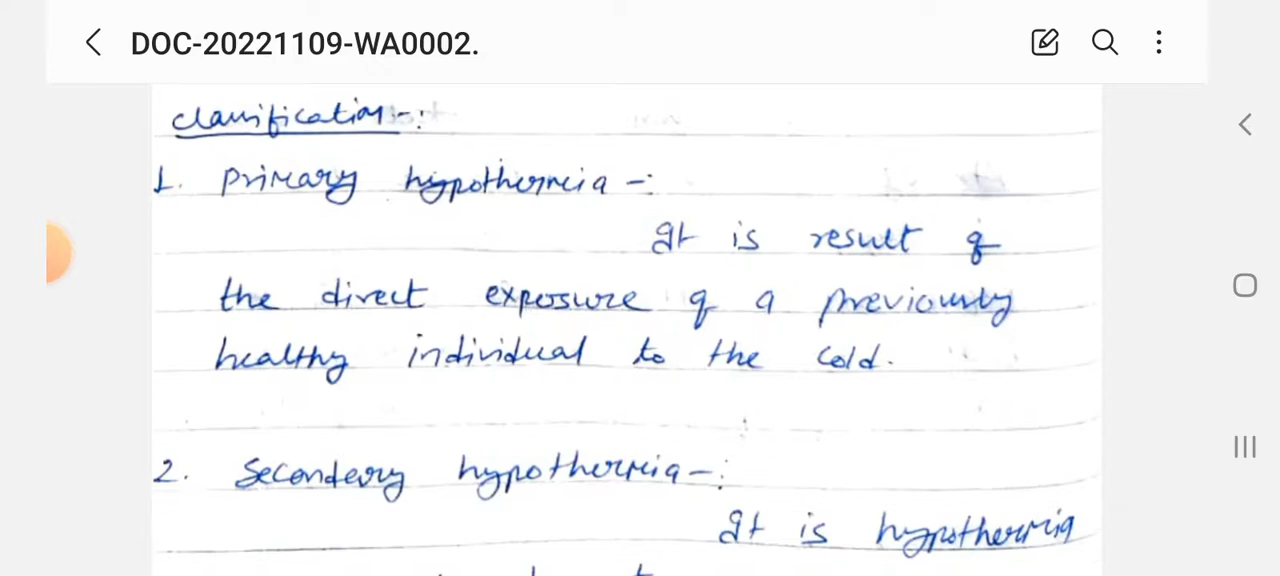 DOC-20221109-WA0002.
Classification -:
1. Primary hypothermia -:
It is result of
the direct exposure of a previously
healthy individual to the cold.
2. Secondery hypothermia -:
It is hypothermia